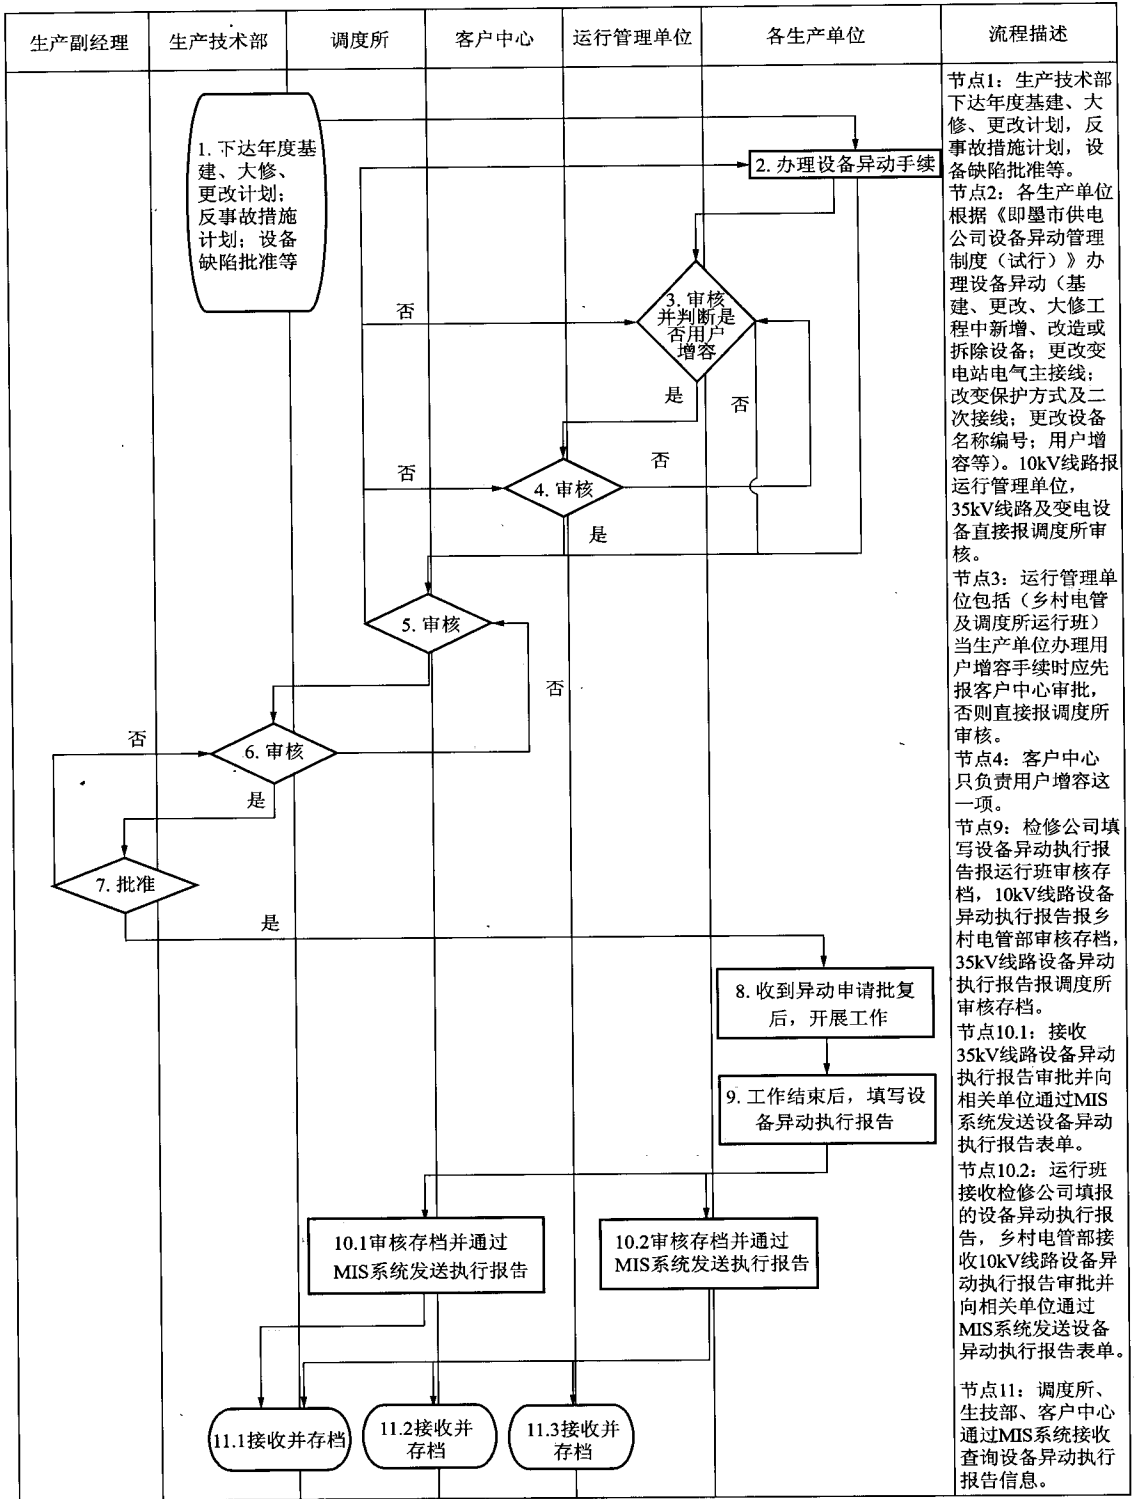 生产副经理
生产技术部
调度所
客户中心
运行管理单位
各生产单位
流程描述
1. 下达年度基
建、大修、
更改计划；
反事故措施
计划；设备
缺陷批准等
2. 办理设备异动手续
3. 审核
并判断是
否用户
增容
否
是
否
4. 审核
否
否
是
5. 审核
否
6. 审核
否
是
7. 批准
是
8. 收到异动申请批复
后，开展工作
9. 工作结束后，填写设
备异动执行报告
10.1审核存档并通过
MIS系统发送执行报告
10.2审核存档并通过
MIS系统发送执行报告
11.1接收并存档
11.2接收并
存档
11.3接收并
存档
节点1：生产技术部
下达年度基建、大
修、更改计划，反
事故措施计划，设
备缺陷批准等。
节点2：各生产单位
根据《即墨市供电
公司设备异动管理
制度（试行）》办
理设备异动（基
建、更改、大修工
程中新增、改造或
拆除设备；更改变
电站电气主接线；
改变保护方式及二
次接线；更改设备
名称编号；用户增
容等）。10kV线路报
运行管理单位，
35kV线路及变电设
备直接报调度所审
核。
节点3：运行管理单
位包括（乡村电管
及调度所运行班）
当生产单位办理用
户增容手续时应先
报客户中心审批，
否则直接报调度所
审核。
节点4：客户中心
只负责用户增容这
一项。
节点9：检修公司填
写设备异动执行报
告报运行班审核存
档，10kV线路设备
异动执行报告报乡
村电管部审核存档，
35kV线路设备异动
执行报告报调度所
审核存档。
节点10.1：接收
35kV线路设备异动
执行报告审批并向
相关单位通过MIS
系统发送设备异动
执行报告表单。
节点10.2：运行班
接收检修公司填报
的设备异动执行报
告，乡村电管部接
收10kV线路设备异
动执行报告审批并
向相关单位通过
MIS系统发送设备
异动执行报告表单。
节点11：调度所、
生技部、客户中心
通过MIS系统接收
查询设备异动执行
报告信息。